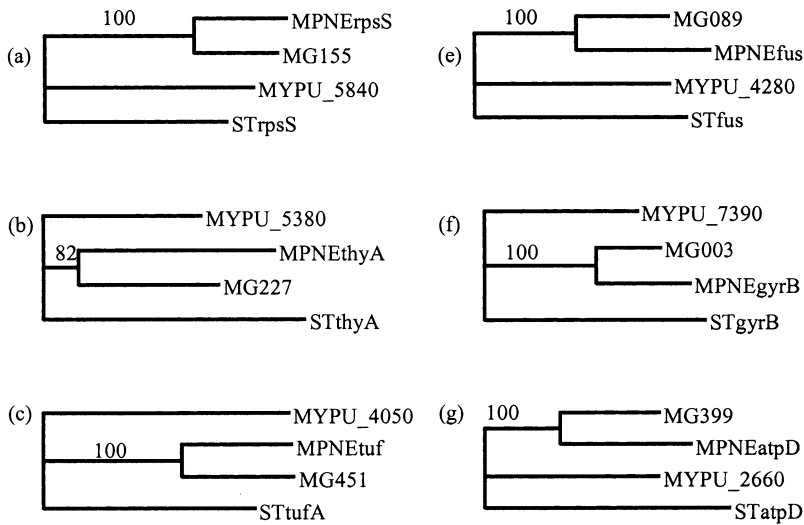 (a)
100
MPNErpsS
MG155
MYPU_5840
STrpsS
(b)
MYPU_5380
82
MPNEthyA
MG227
STthyA
(c)
MYPU_4050
100
MPNEtuf
MG451
STtufA
(e)
100
MG089
MPNEfus
MYPU_4280
STfus
(f)
MYPU_7390
100
MG003
MPNEgyrB
STgyrB
(g)
100
MG399
MPNEatpD
MYPU_2660
STatpD